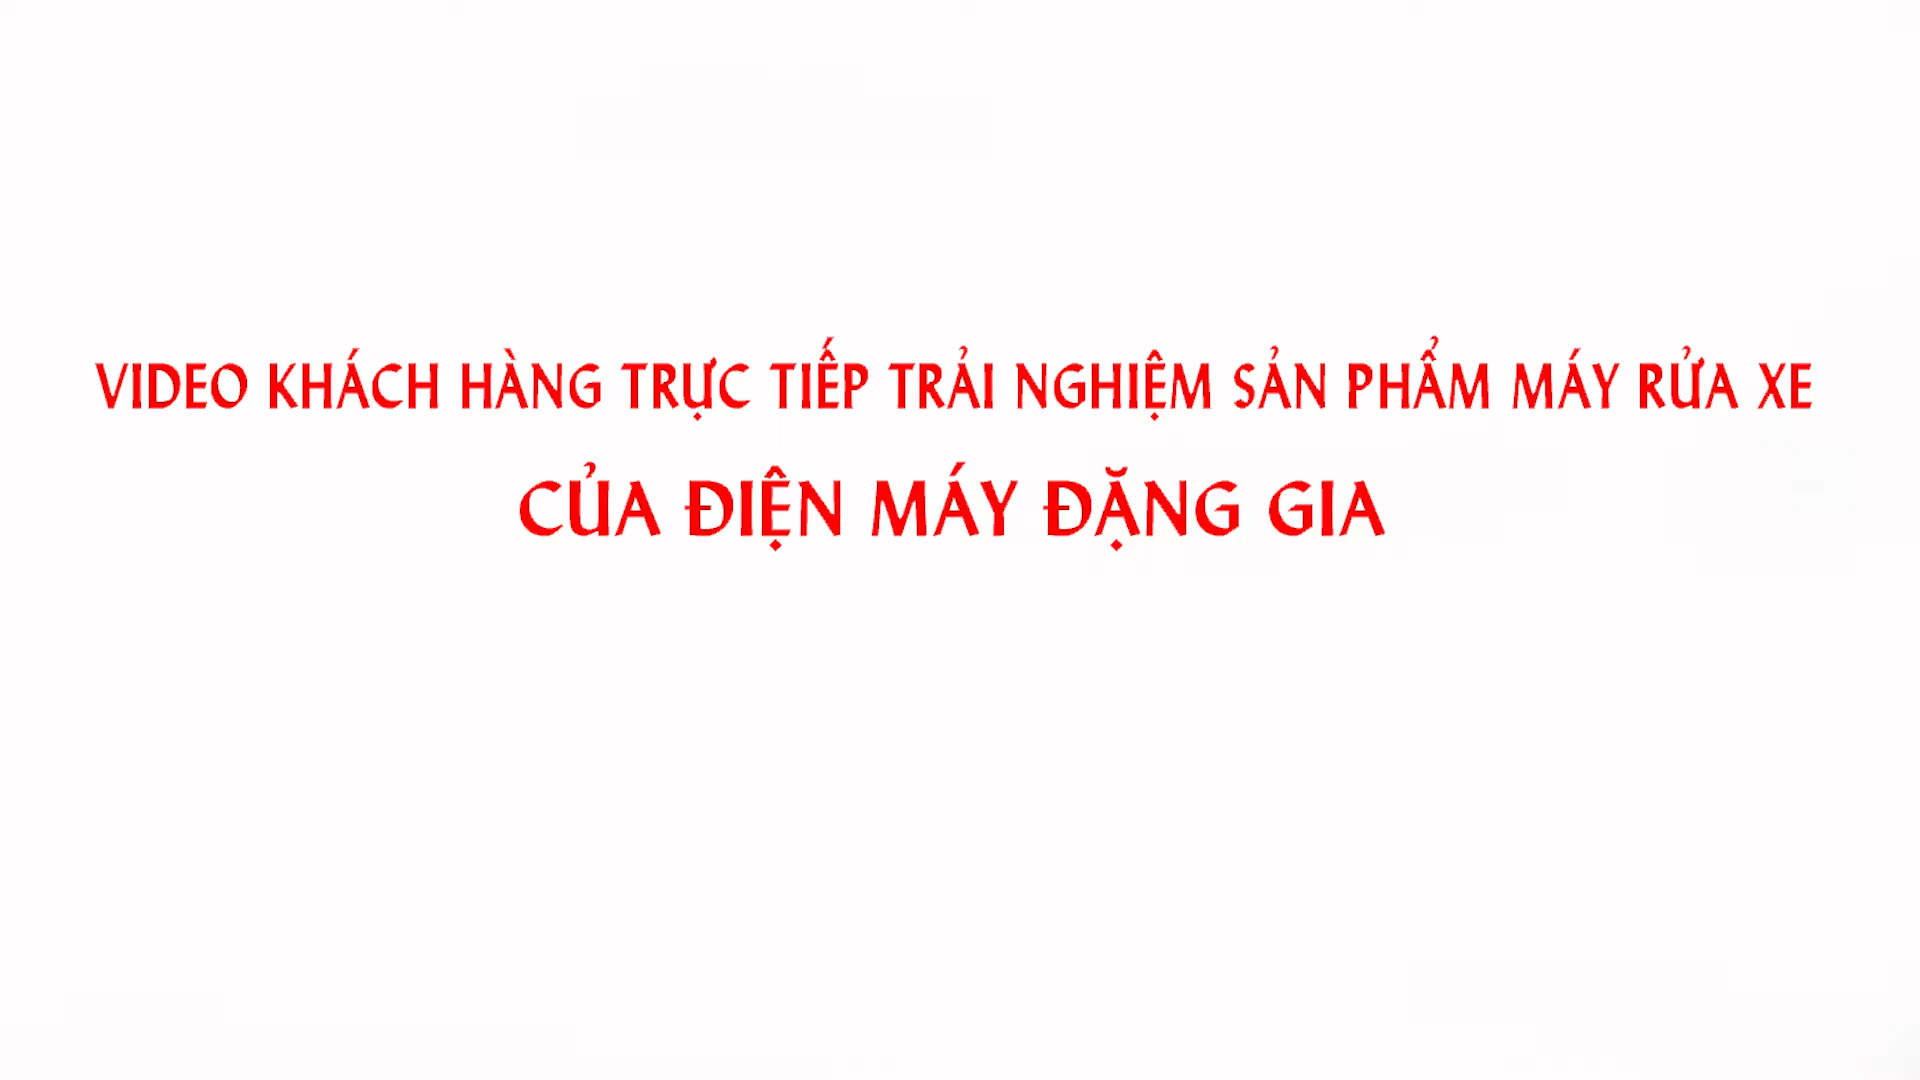 VIDEO KHÁCH HÀNG TRỰC TIẾP TRẢI NGHIỆM SẢN PHẨM MÁY RỬA XE
CỦA ĐIỆN MÁY ĐẶNG GIA